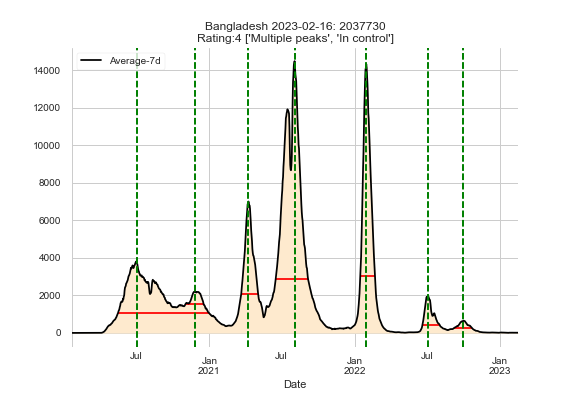 Bangladesh 2023-02-16: 2037730
Rating:4 ['Multiple peaks', 'In control']
Average-7d
14000
12000
10000
8000
6000
4000
2000
0
Jul
Jan
2021
Jul
Jan
2022
Jul
Jan
2023
Date